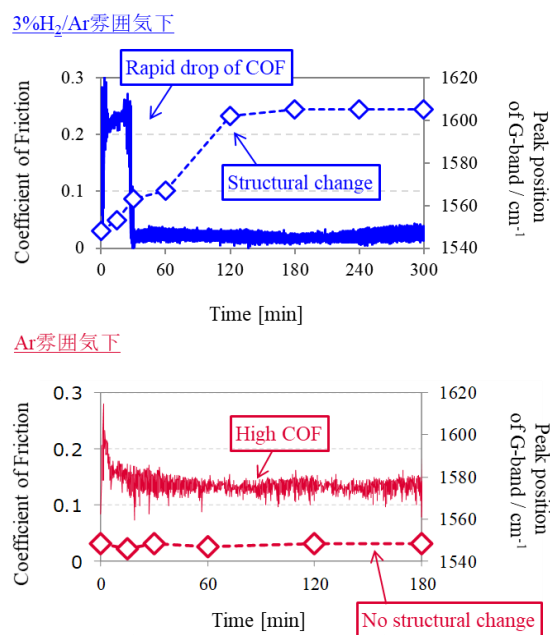 3%H₂/Ar雰囲気下
Rapid drop of COF
Structural change
Coefficient of Friction
0.3
0.2
0.1
0
1620
1600
1580
1560
1540
Peak position
of G-band / cm⁻¹
0
60
120
180
240
300
Time [min]
Ar雰囲気下
High COF
Coefficient of Friction
0.3
0.2
0.1
0
1620
1600
1580
1560
1540
Peak position
of G-band / cm⁻¹
0
60
120
180
Time [min]
No structural change